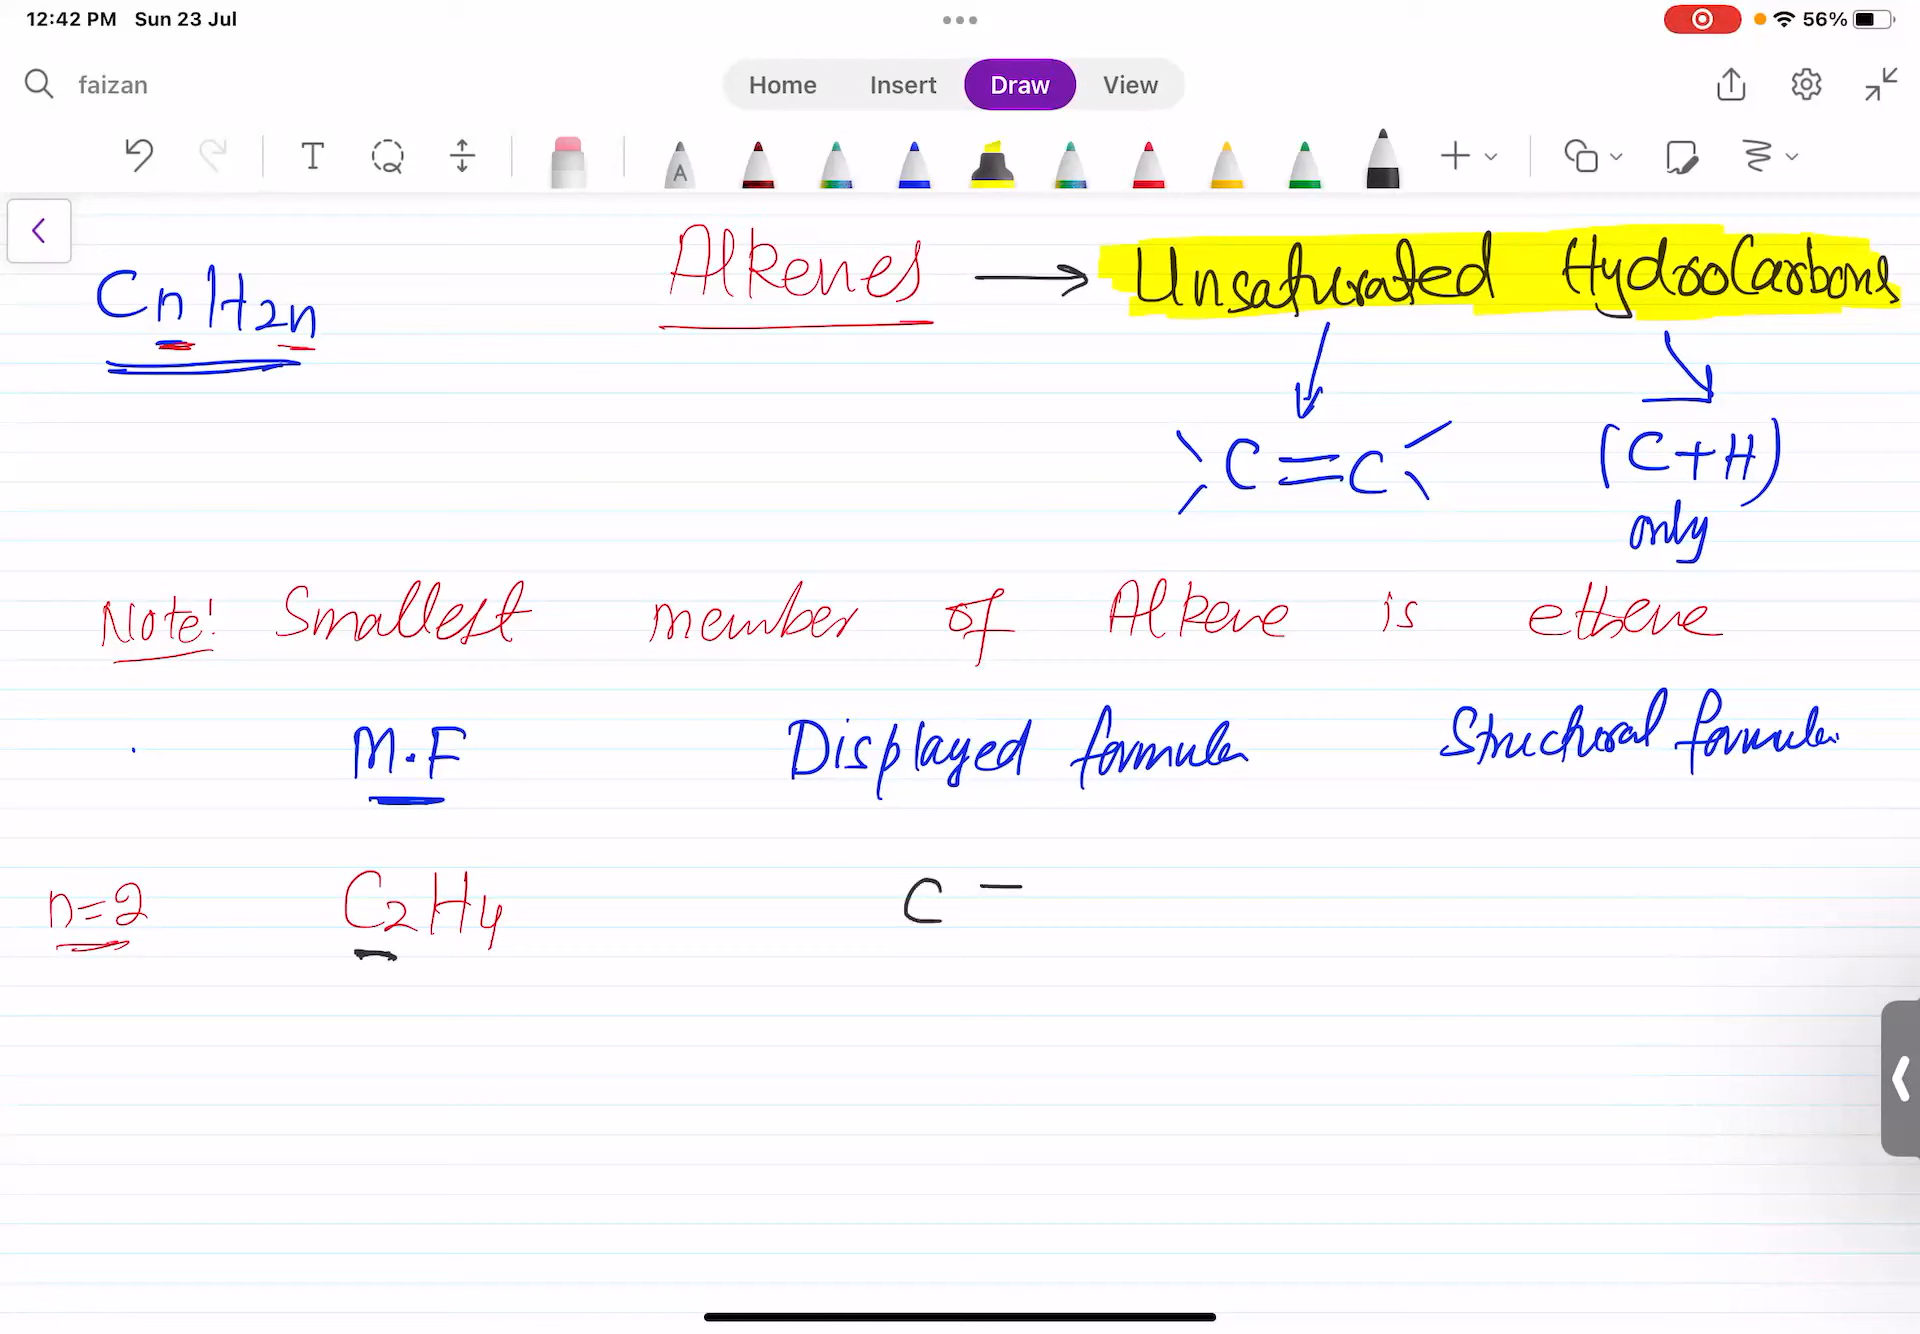 12:42 PM Sun 23 Jul
56%
faizan
Home Insert Draw View
T
A
CnH2n
Alkenes → Unsaturated HydroCarbons
C=C
(C+H)
only
Note! Smallest member of Alkene is ethene
M.F Displayed formula Structural formula
n=2 C2H4 C –